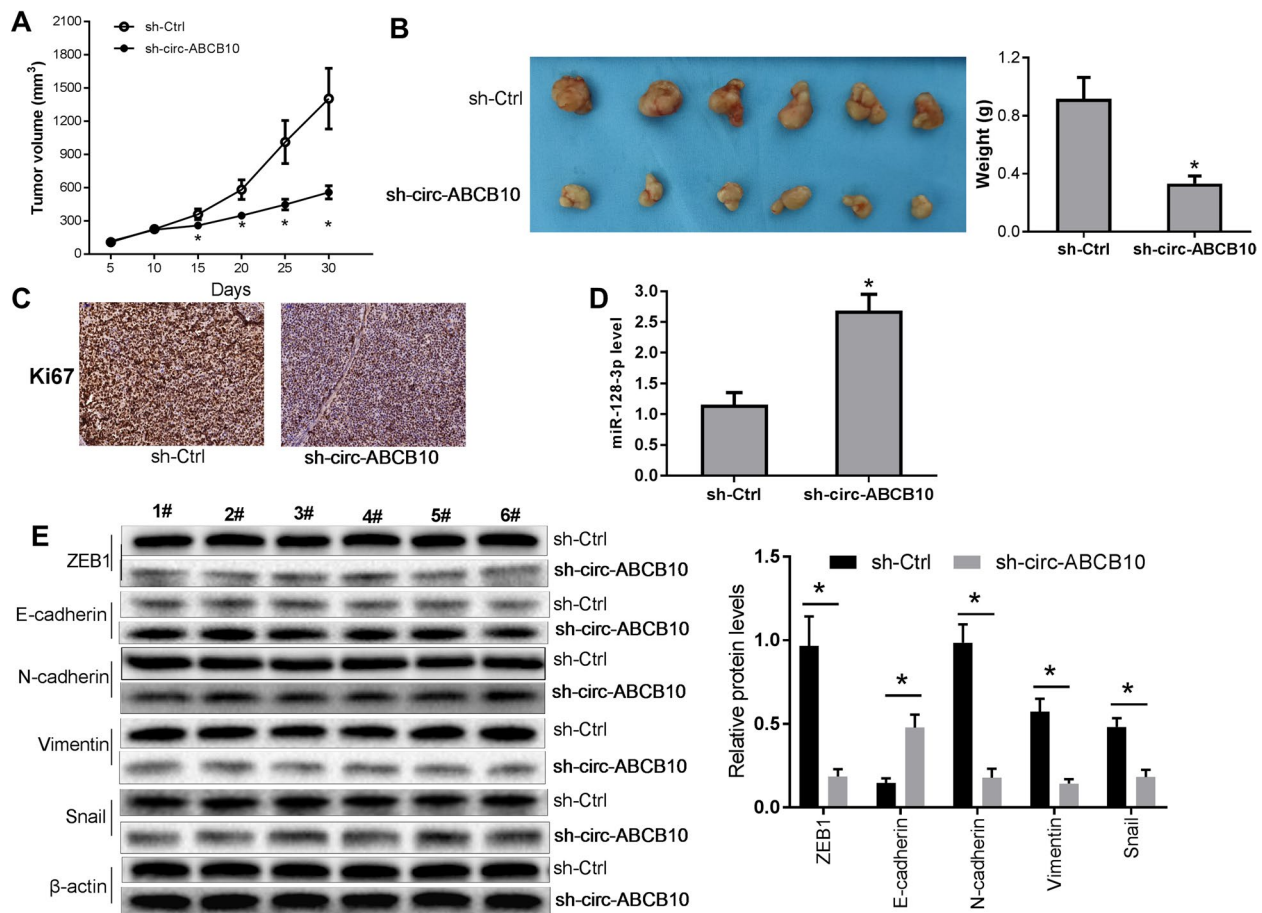 A
Tumor volume (mm3)
2100
1800
1500
1200
900
600
300
0
sh-Ctrl
sh-circ-ABCB10
* * * *
5 10 15 20 25 30
Days
B
sh-Ctrl
sh-circ-ABCB10
Weight (g)
1.2
0.8
0.4
0.0
*
sh-Ctrl sh-circ-ABCB10
C
Ki67
sh-Ctrl sh-circ-ABCB10
D
miR-128-3p level
3.0
2.5
2.0
1.5
1.0
0.5
0.0
*
sh-Ctrl sh-circ-ABCB10
E
1# 2# 3# 4# 5# 6#
ZEB1
sh-Ctrl
sh-circ-ABCB10
E-cadherin
sh-Ctrl
sh-circ-ABCB10
N-cadherin
sh-Ctrl
sh-circ-ABCB10
Vimentin
sh-Ctrl
sh-circ-ABCB10
Snail
sh-Ctrl
sh-circ-ABCB10
β-actin
sh-Ctrl
sh-circ-ABCB10
Relative protein levels
1.5
1.0
0.5
0.0
sh-Ctrl sh-circ-ABCB10
* * * * *
ZEB1
E-cadherin
N-cadherin
Vimentin
Snail